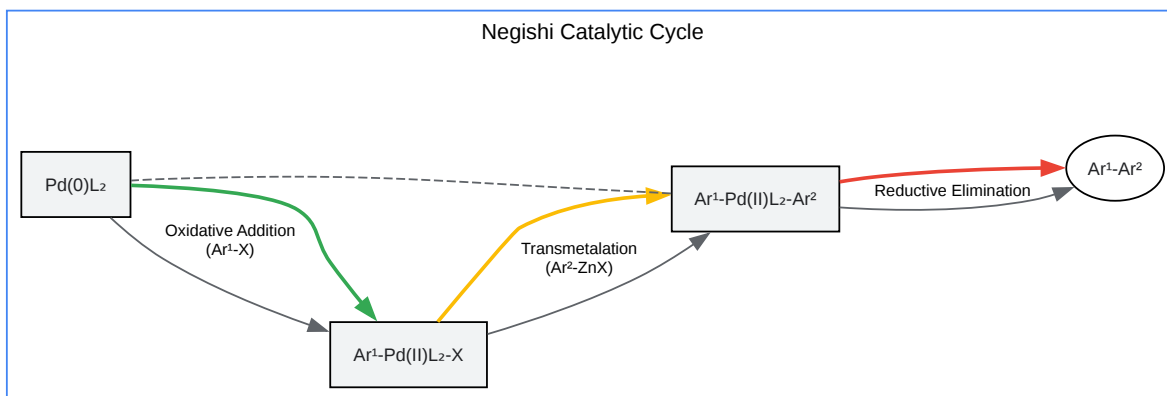 Negishi Catalytic Cycle
Pd(0)L₂
Oxidative Addition
(Ar¹-X)
Ar¹-Pd(II)L₂-X
Transmetalation
(Ar²-ZnX)
Ar¹-Pd(II)L₂-Ar²
Reductive Elimination
Ar¹-Ar²